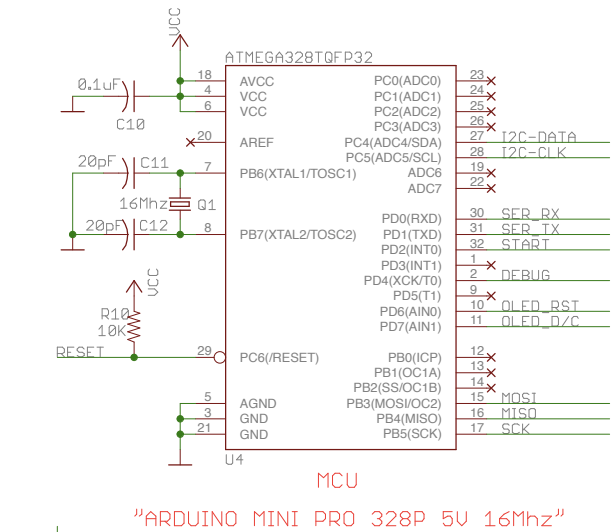 VCC
ATMEGA328TQFP32
0.1uF
C10
18 AVCC
4 VCC
6 VCC
20 AREF
20pF C11
7 PB6(XTAL1/TOSC1)
16Mhz Q1
20pF C12
8 PB7(XTAL2/TOSC2)
VCC
R10
10K
RESET
29 PC6(/RESET)
5 AGND
3 GND
21 GND
PC0(ADC0) 23
PC1(ADC1) 24
PC2(ADC2) 25
PC3(ADC3) 26
PC4(ADC4/SDA) 27 I2C-DATA
PC5(ADC5/SCL) 28 I2C-CLK
ADC6 19
ADC7 22
PD0(RXD) 30 SER_RX
PD1(TXD) 31 SER_TX
PD2(INT0) 32 START
PD3(INT1) 1
PD4(XCK/T0) 2 DEBUG
PD5(T1) 9
PD6(AIN0) 10 OLED_RST
PD7(AIN1) 11 OLED_D/C
PB0(ICP) 12
PB1(OC1A) 13
PB2(SS/OC1B) 14
PB3(MOSI/OC2) 15 MOSI
PB4(MISO) 16 MISO
PB5(SCK) 17 SCK
U4
MCU
"ARDUINO MINI PRO 328P 5V 16Mhz"